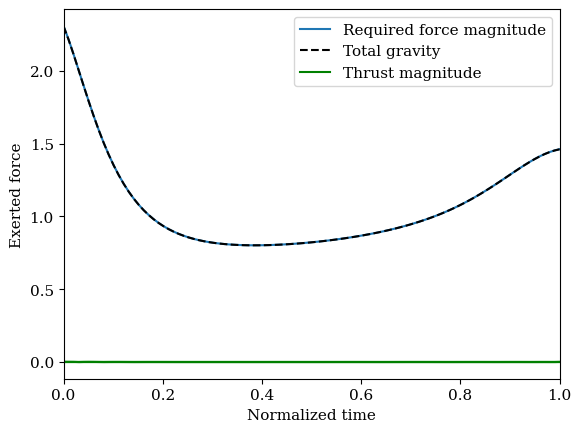 Required force magnitude
Total gravity
Thrust magnitude
2.0
1.5
1.0
0.5
0.0
Exerted force
0.0 0.2 0.4 0.6 0.8 1.0
Normalized time